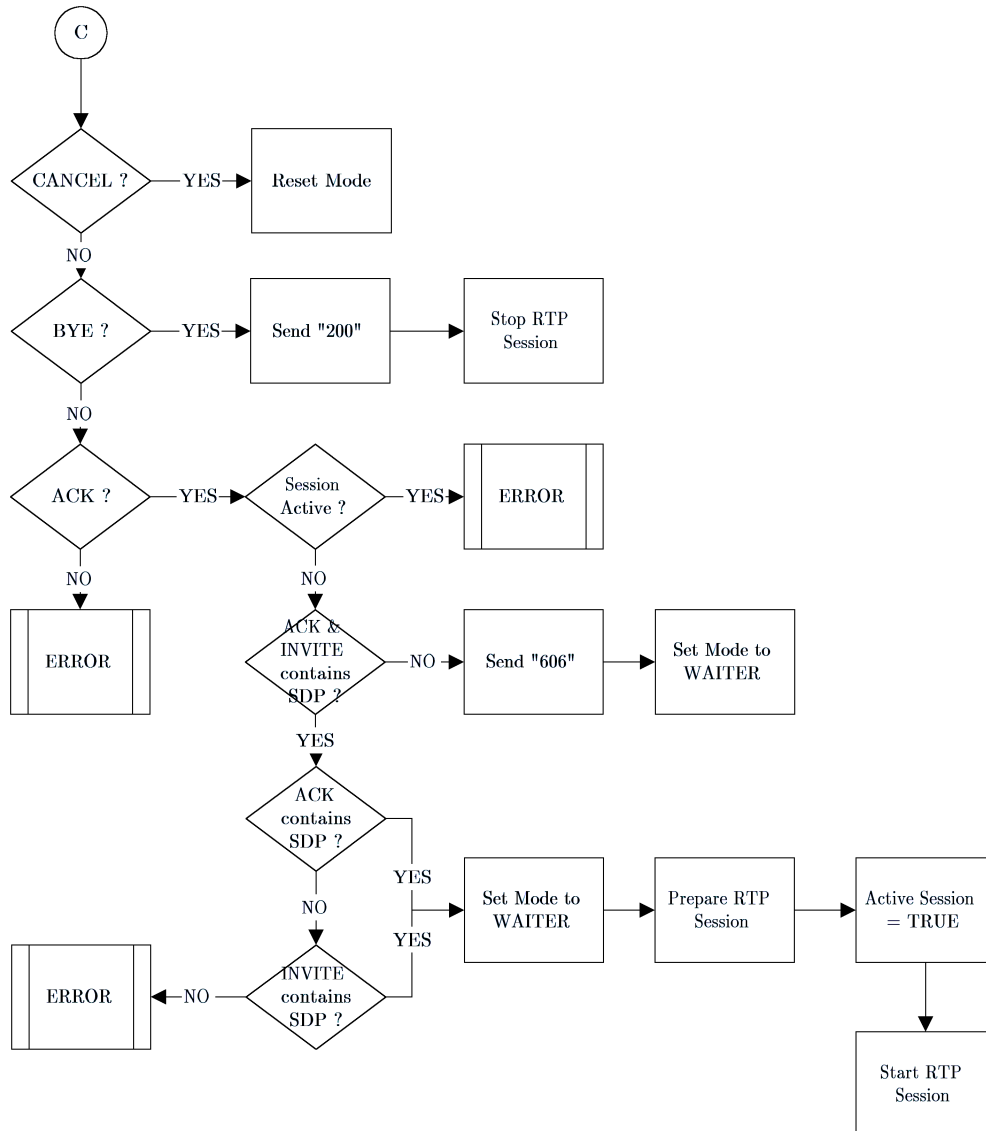 C
CANCEL ?
YES
Reset Mode
NO
BYE ?
YES
Send "200"
Stop RTP
Session
NO
ACK ?
YES
Session
Active ?
YES
ERROR
NO
NO
ERROR
ACK &
INVITE
contains
SDP ?
NO
Send "606"
Set Mode to
WAITER
YES
ACK
contains
SDP ?
YES
NO
YES
Set Mode to
WAITER
Prepare RTP
Session
Active Session
= TRUE
ERROR
NO
INVITE
contains
SDP ?
Start RTP
Session